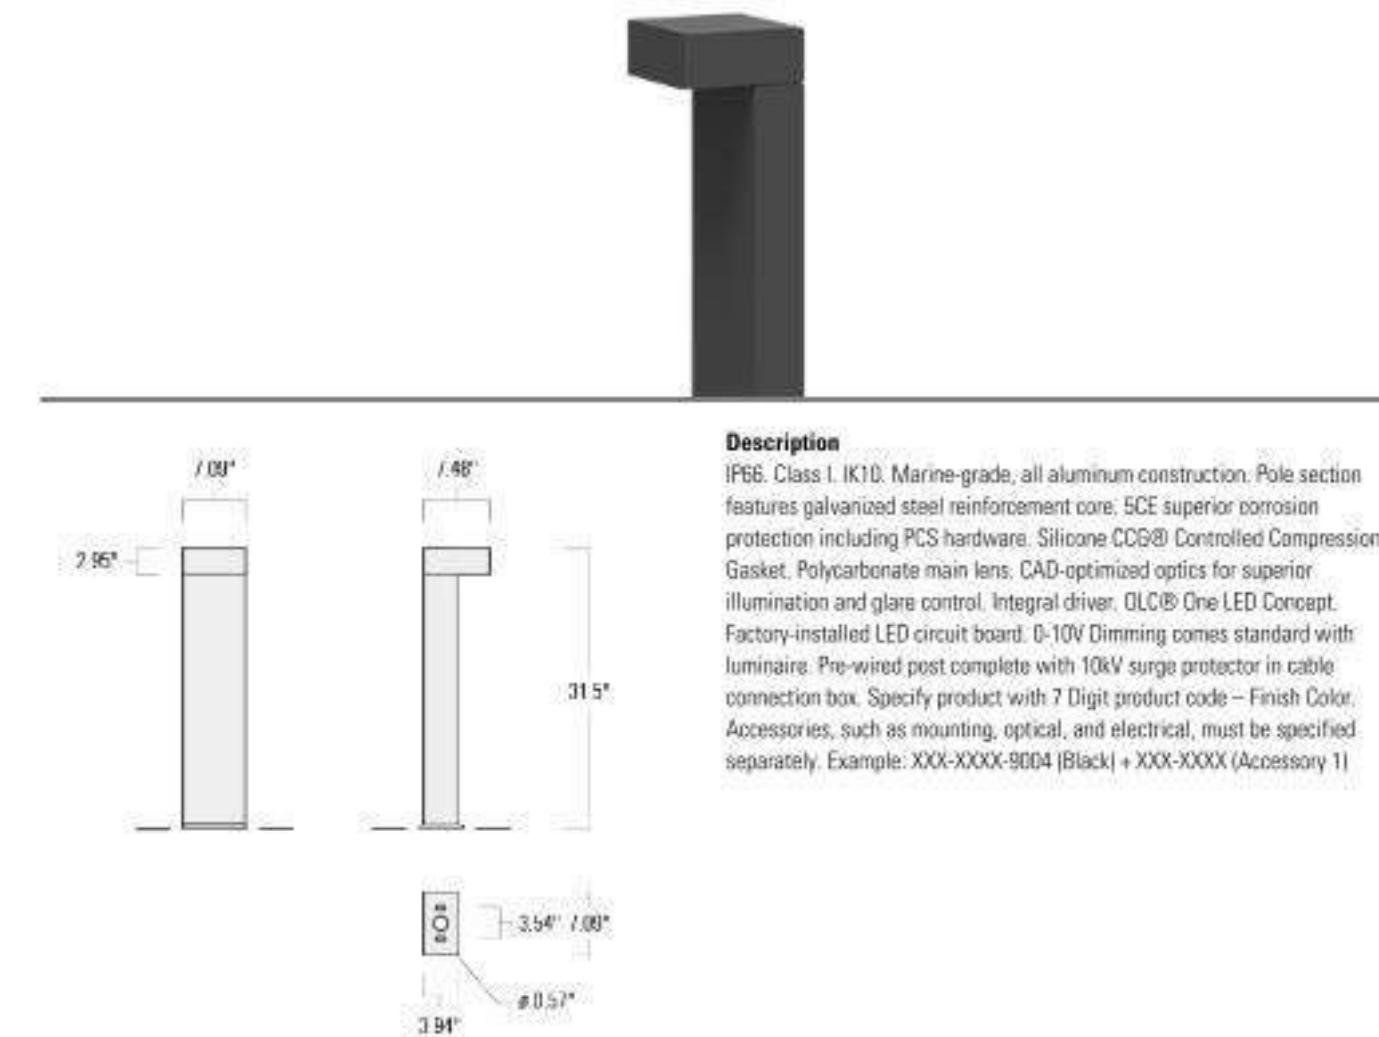 7.09"
7.48"
2.95"
31.5"
3.54" 7.09"
ø 0.57"
3.94"
Description
IP66. Class I. IK10. Marine-grade, all aluminum construction. Pole section
features galvanized steel reinforcement core. 5CE superior corrosion
protection including PCS hardware. Silicone CCG® Controlled Compression
Gasket. Polycarbonate main lens. CAD-optimized optics for superior
illumination and glare control. Integral driver. OLC® One LED Concept.
Factory-installed LED circuit board. 0-10V Dimming comes standard with
luminaire. Pre-wired post complete with 10kV surge protector in cable
connection box. Specify product with 7 Digit product code – Finish Color.
Accessories, such as mounting, optical, and electrical, must be specified
separately. Example: XXX-XXXX-9004 (Black) + XXX-XXXX (Accessory 1)